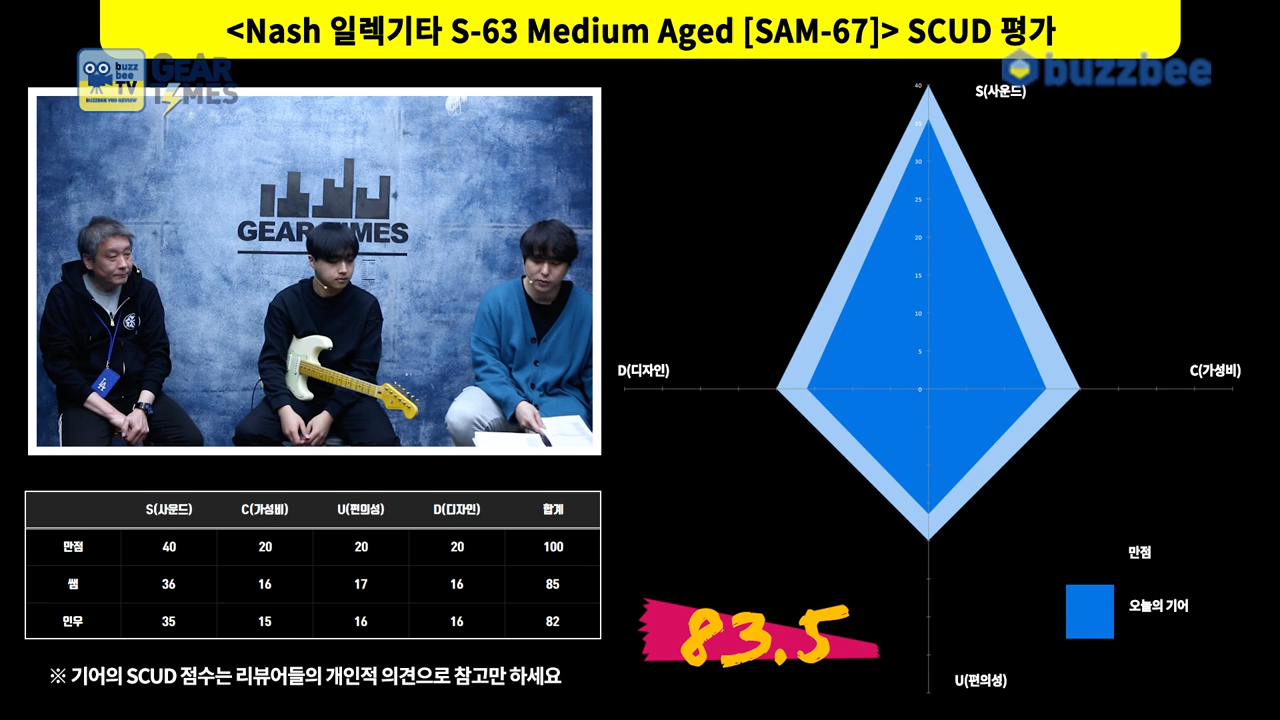 <Nash 일렉기타 S-63 Medium Aged [SAM-67]> SCUD 평가
buzz
bee
TV
BUZZBEE VOD REVIEW
GEAR
TIMES
buzzbee
GEAR TIMES
S(사운드)
40
35
30
25
20
15
10
5
0
D(디자인)
C(가성비)
U(편의성)
만점
오늘의 기어
S(사운드) C(가성비) U(편의성) D(디자인) 합계
만점 40 20 20 20 100
쌤 36 16 17 16 85
민우 35 15 16 16 82
83.5
※ 기어의 SCUD 점수는 리뷰어들의 개인적 의견으로 참고만 하세요